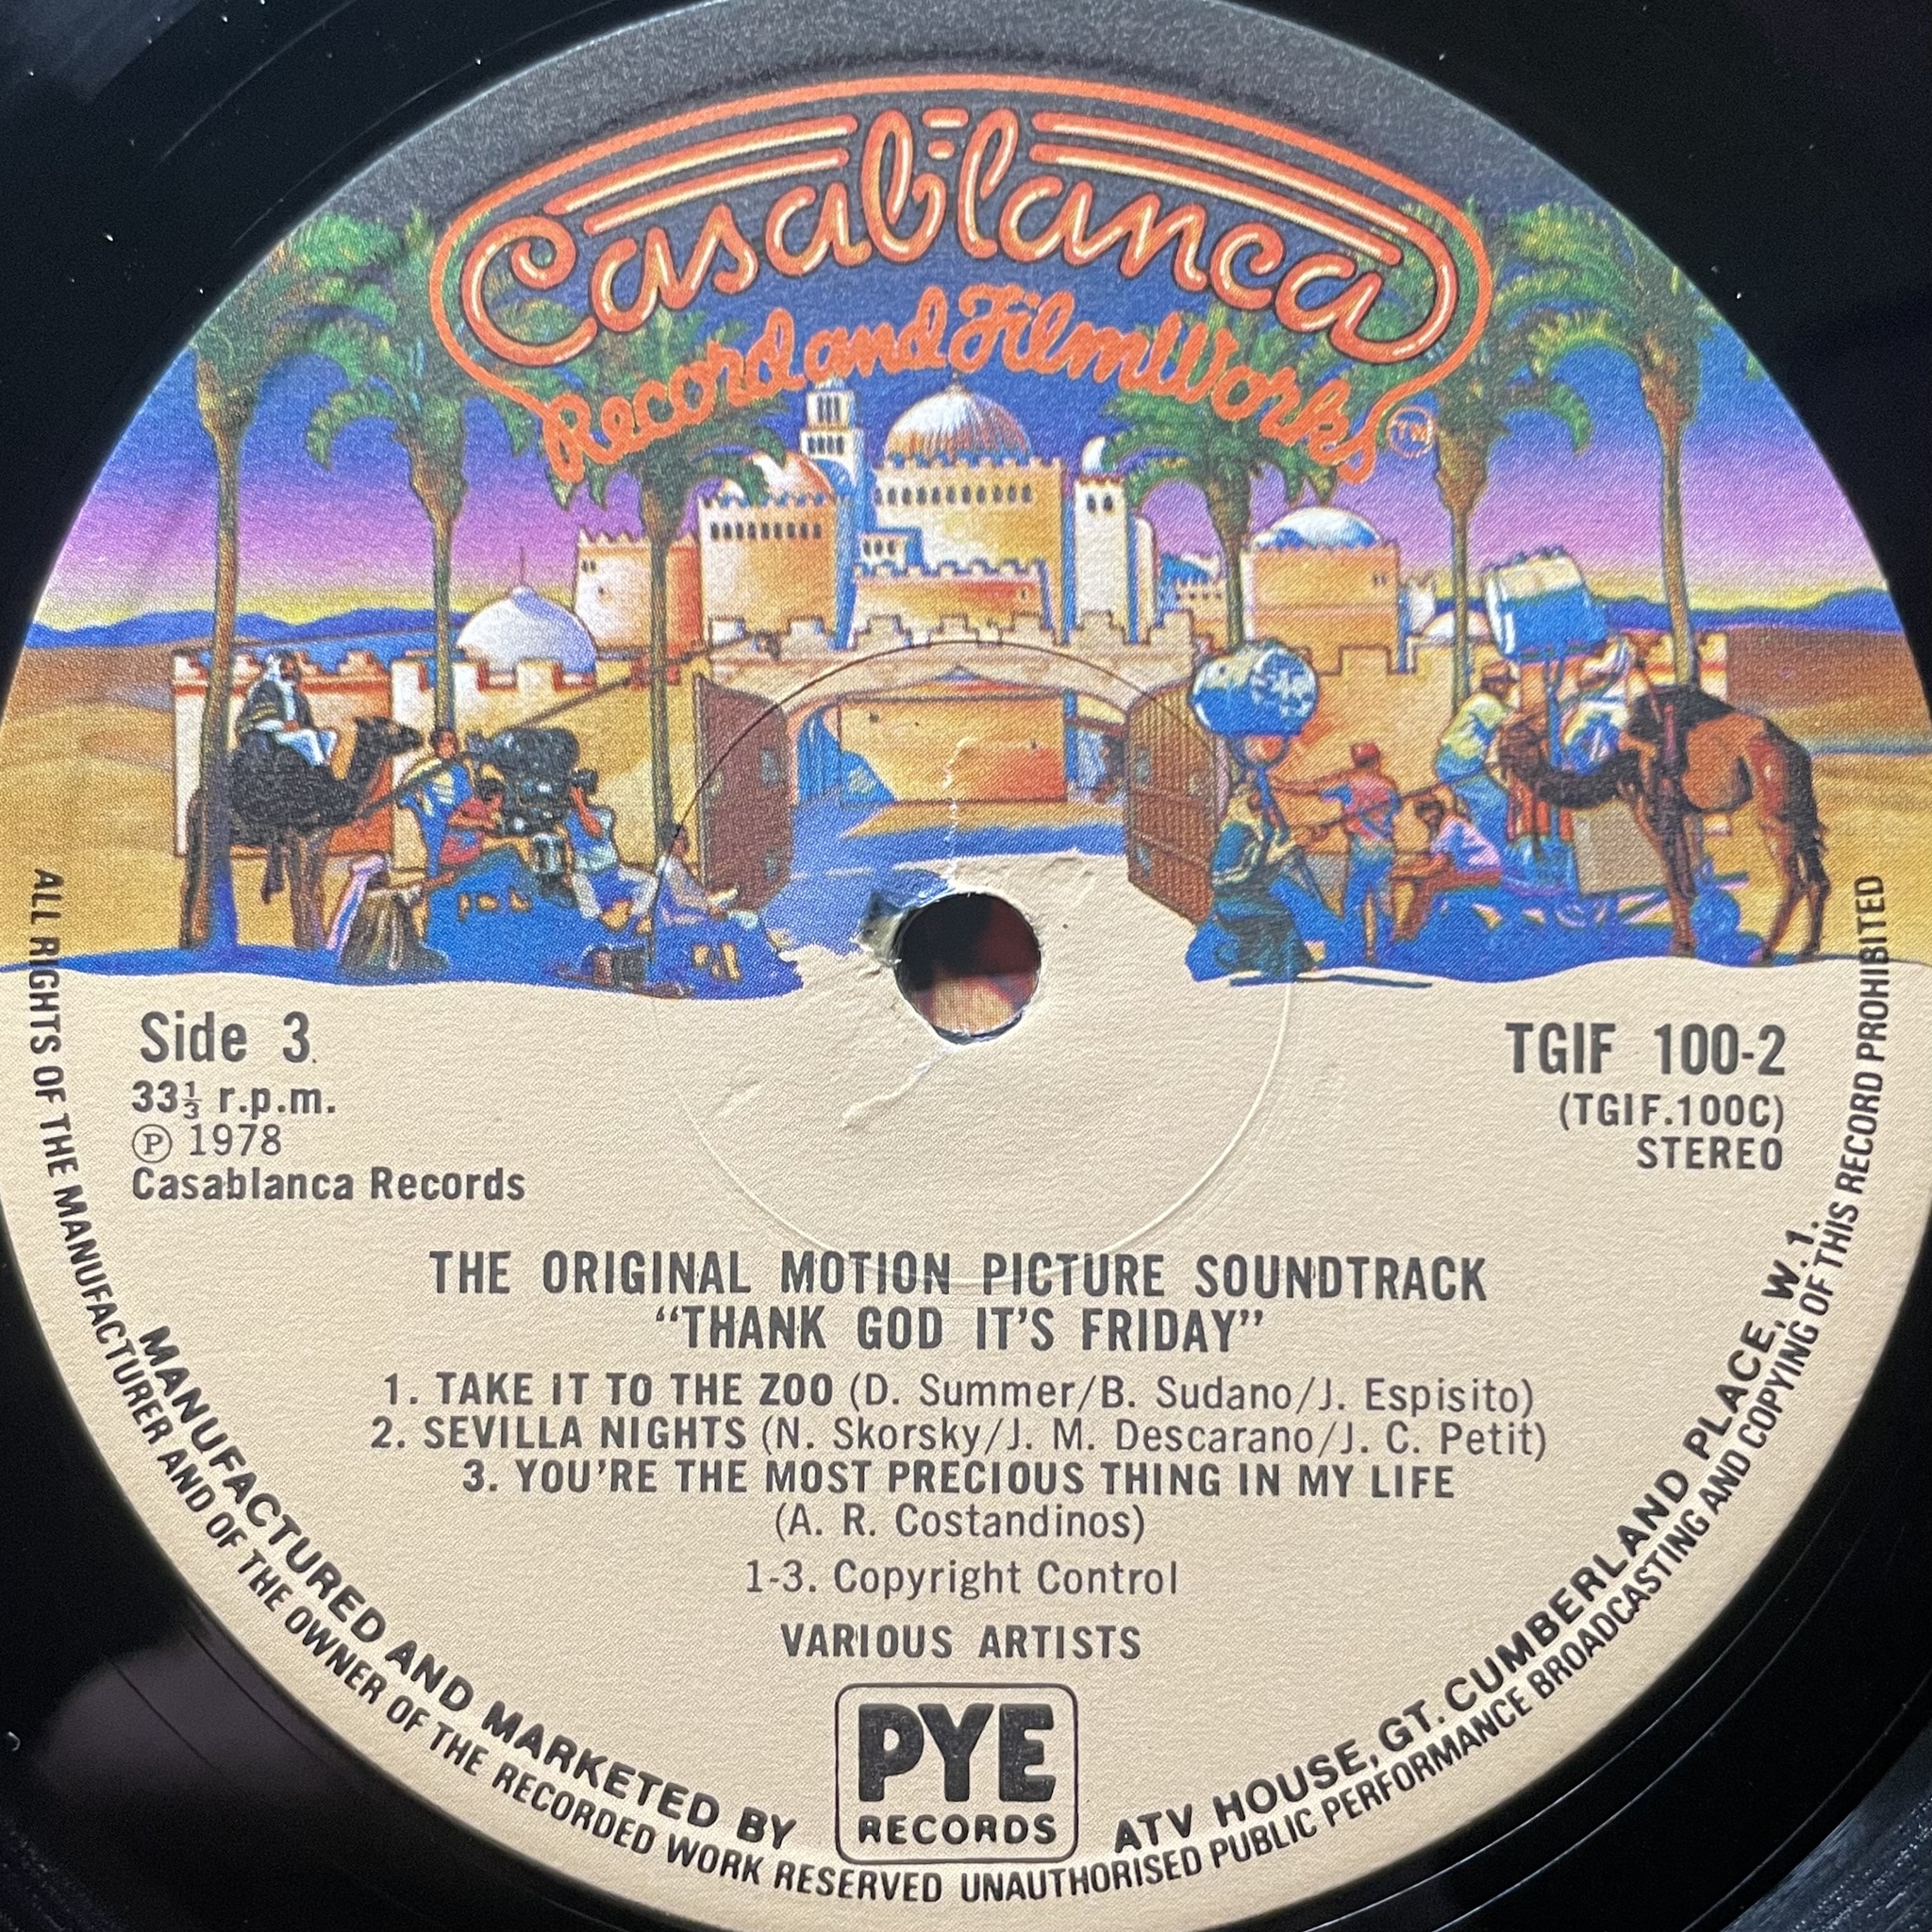 Casablanca
Record and FilmWorks
TM
Side 3
33⅓ r.p.m.
Ⓟ 1978
Casablanca Records
TGIF 100-2
(TGIF.100C)
STEREO
THE ORIGINAL MOTION PICTURE SOUNDTRACK
“THANK GOD IT’S FRIDAY”
1. TAKE IT TO THE ZOO (D. Summer/B. Sudano/J. Espisito)
2. SEVILLA NIGHTS (N. Skorsky/J. M. Descarano/J. C. Petit)
3. YOU’RE THE MOST PRECIOUS THING IN MY LIFE
(A. R. Costandinos)
1-3. Copyright Control
VARIOUS ARTISTS
PYE
RECORDS
MANUFACTURED AND MARKETED BY
ATV HOUSE, GT. CUMBERLAND PLACE, W.1.
ALL RIGHTS OF THE MANUFACTURER AND OF THE OWNER OF THE RECORDED WORK RESERVED UNAUTHORISED PUBLIC PERFORMANCE BROADCASTING AND COPYING OF THIS RECORD PROHIBITED